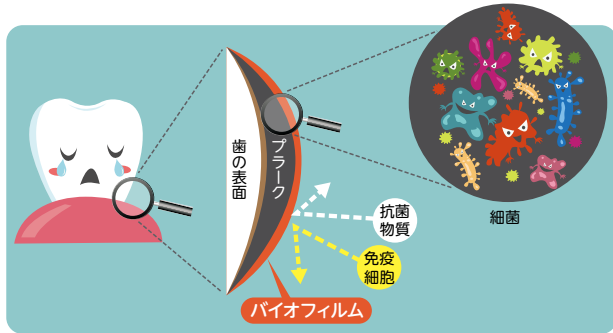 歯の表面
プラーク
細菌
抗菌
物質
免疫
細胞
バイオフィルム